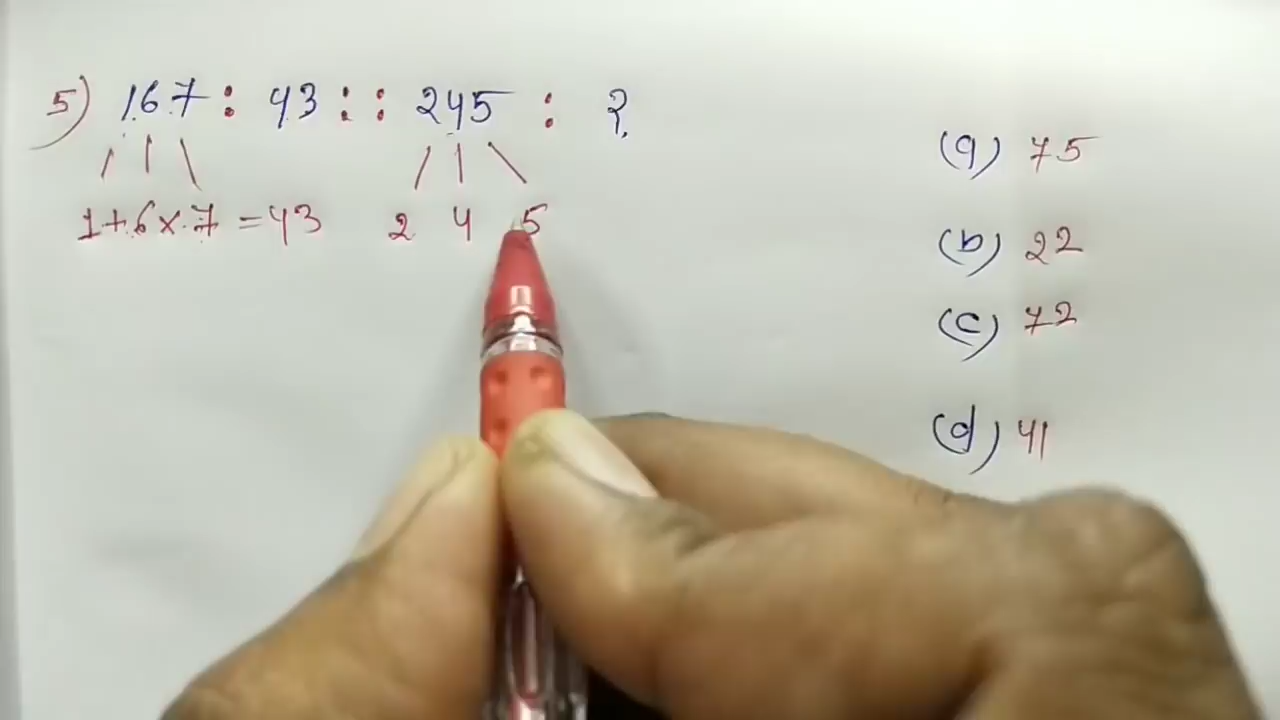 5) 167 : 43 :: 245 : ?
1+6×7 = 43 2 4 5
(a) 75
(b) 22
(c) 72
(d) 41